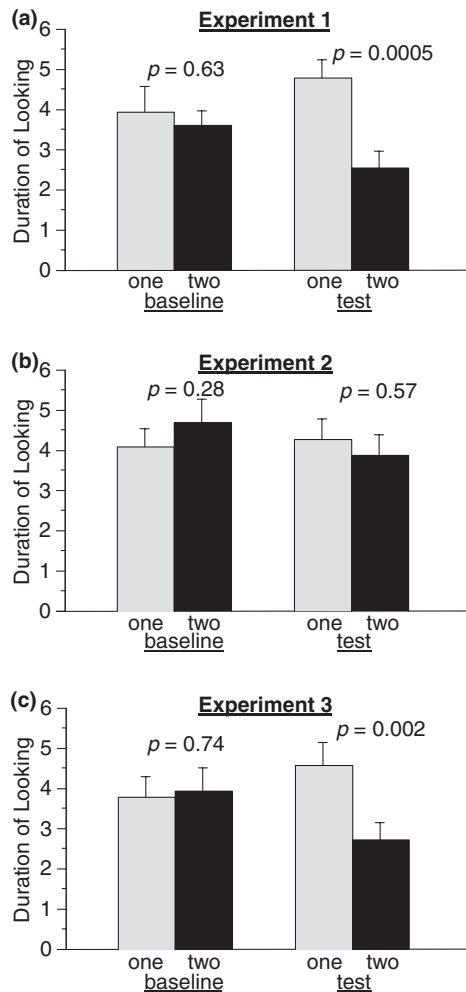 (a) Experiment 1
p = 0.63 p = 0.0005
Duration of Looking
6
5
4
3
2
1
0
one two one two
baseline test
(b) Experiment 2
p = 0.28 p = 0.57
Duration of Looking
6
5
4
3
2
1
0
one two one two
baseline test
(c) Experiment 3
p = 0.74 p = 0.002
Duration of Looking
6
5
4
3
2
1
0
one two one two
baseline test